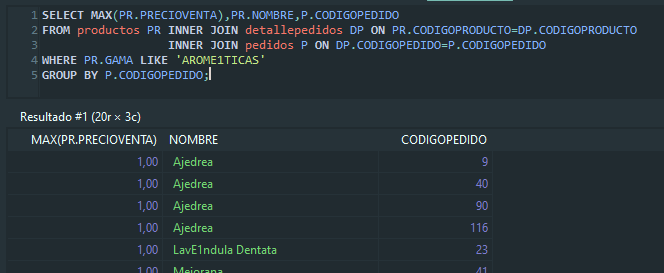 1 SELECT MAX(PR.PRECIOVENTA),PR.NOMBRE,P.CODIGOPEDIDO
2 FROM productos PR INNER JOIN detallepedidos DP ON PR.CODIGOPRODUCTO=DP.CODIGOPRODUCTO
3 INNER JOIN pedidos P ON DP.CODIGOPEDIDO=P.CODIGOPEDIDO
4 WHERE PR.GAMA LIKE 'AROME1TICAS'
5 GROUP BY P.CODIGOPEDIDO;
Resultado #1 (20r × 3c)
MAX(PR.PRECIOVENTA) NOMBRE CODIGOPEDIDO
1,00 Ajedrea 9
1,00 Ajedrea 40
1,00 Ajedrea 90
1,00 Ajedrea 116
1,00 LavE1ndula Dentata 23
1,00 Mejorana 41